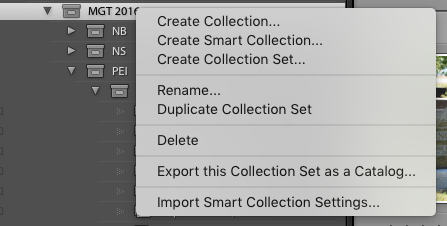 MGT 2016
Create Collection...
Create Smart Collection...
NB
NS
Create Collection Set...
PEI
Rename...
Duplicate Collection Set
Delete
Export this Collection Set as a Catalog...
Import Smart Collection Settings...